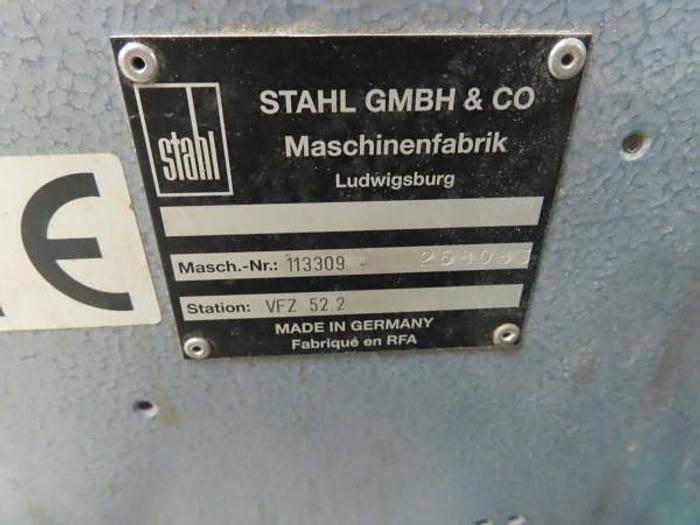 stahl
STAHL GMBH & CO
Maschinenfabrik
Ludwigsburg
Masch.-Nr.: 113309 -
Station: VFZ 52.2
MADE IN GERMANY
Fabriqué en RFA
CE